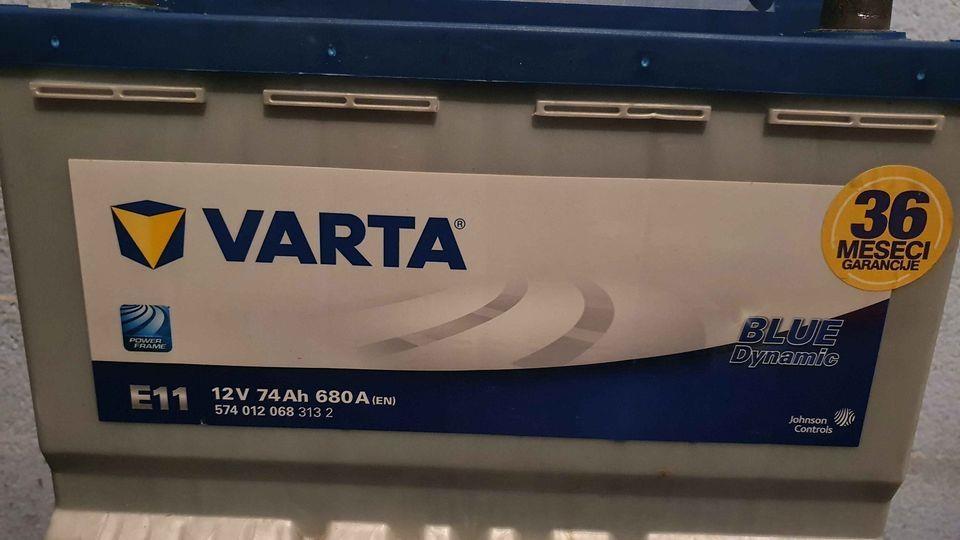 VARTA®
36
MESECI
GARANCIJE
POWER
FRAME
BLUE
Dynamic
E11
12V 74Ah 680A (EN)
574 012 068 313 2
Johnson
Controls